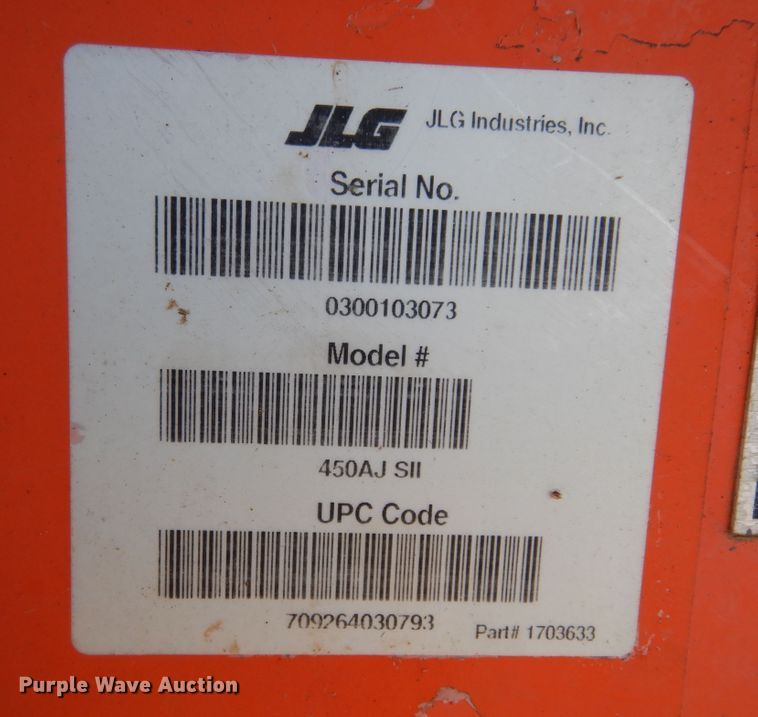 JLG JLG Industries, Inc.
Serial No.
0300103073
Model #
450AJ SII
UPC Code
709264030793
Part# 1703633
Purple Wave Auction